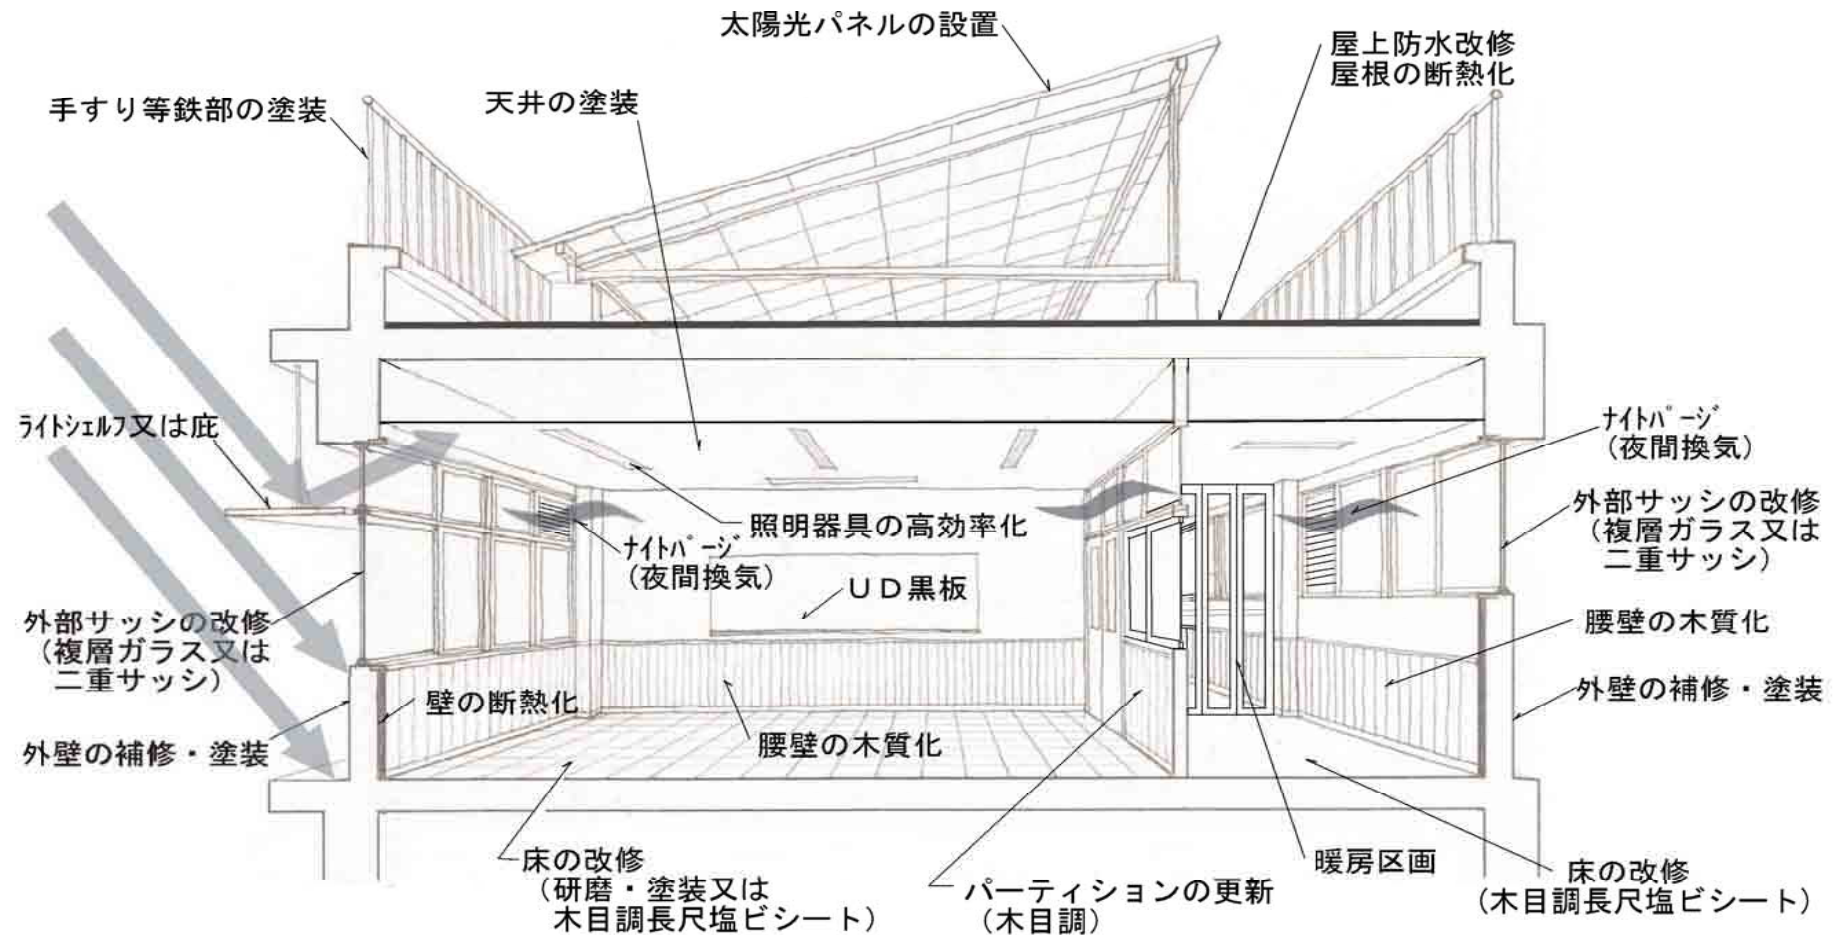 太陽光パネルの設置
屋上防水改修
屋根の断熱化
手すり等鉄部の塗装
天井の塗装
ﾗｲﾄｼｪﾙﾌ又は庇
ﾅｲﾄﾊﾟｰｼﾞ
(夜間換気)
外部サッシの改修
(複層ガラス又は
二重サッシ)
照明器具の高効率化
ﾅｲﾄﾊﾟｰｼﾞ
(夜間換気)
UD黒板
外部サッシの改修
(複層ガラス又は
二重サッシ)
腰壁の木質化
壁の断熱化
外壁の補修・塗装
腰壁の木質化
外壁の補修・塗装
床の改修
(研磨・塗装又は
木目調長尺塩ビシート)
パーティションの更新
(木目調)
暖房区画
床の改修
(木目調長尺塩ビシート)